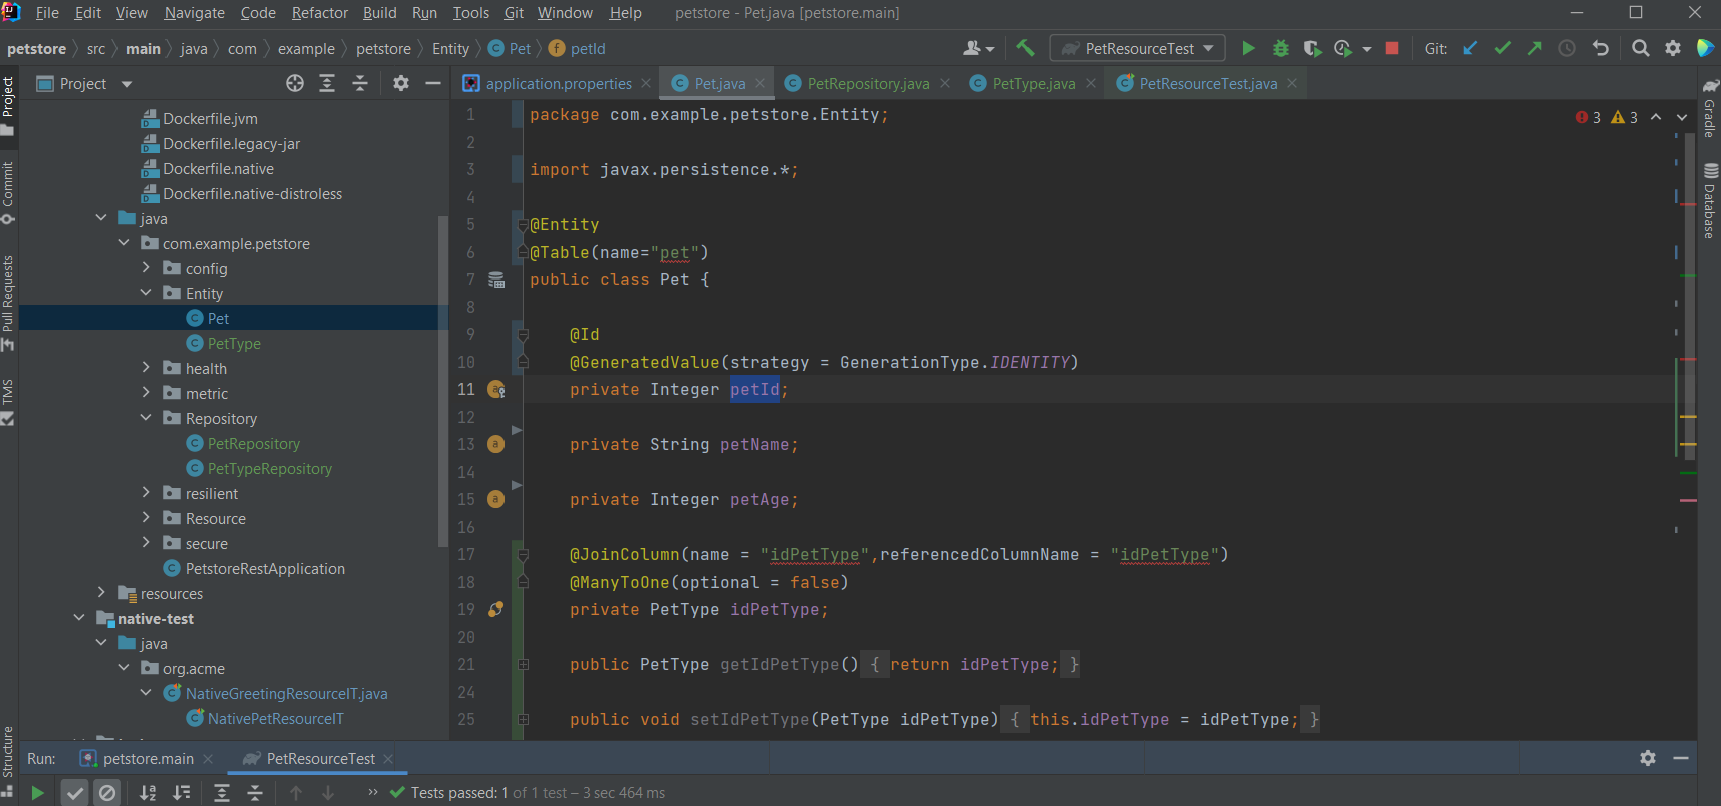 File Edit View Navigate Code Refactor Build Run Tools Git Window Help petstore - Pet.java [petstore.main]
petstore src main java com example petstore Entity Pet petId PetResourceTest Git:
Project application.properties Pet.java PetRepository.java PetType.java PetResourceTest.java
Project
Commit
Pull Requests
TMS
Structure
Dockerfile.jvm
Dockerfile.legacy-jar
Dockerfile.native
Dockerfile.native-distroless
java
com.example.petstore
config
Entity
Pet
PetType
health
metric
Repository
PetRepository
PetTypeRepository
resilient
Resource
secure
PetstoreRestApplication
resources
native-test
java
org.acme
NativeGreetingResourceIT.java
NativePetResourceIT
1 package com.example.petstore.Entity;
3 3
2
3 import javax.persistence.*;
4
5 @Entity
6 @Table(name="pet")
7 public class Pet {
8
9 @Id
10 @GeneratedValue(strategy = GenerationType.IDENTITY)
11 private Integer petId;
12
13 private String petName;
14
15 private Integer petAge;
16
17 @JoinColumn(name = "idPetType",referencedColumnName = "idPetType")
18 @ManyToOne(optional = false)
19 private PetType idPetType;
20
21 public PetType getIdPetType() { return idPetType; }
24
25 public void setIdPetType(PetType idPetType) { this.idPetType = idPetType; }
Gradle
Database
Run: petstore.main PetResourceTest
Tests passed: 1 of 1 test – 3 sec 464 ms